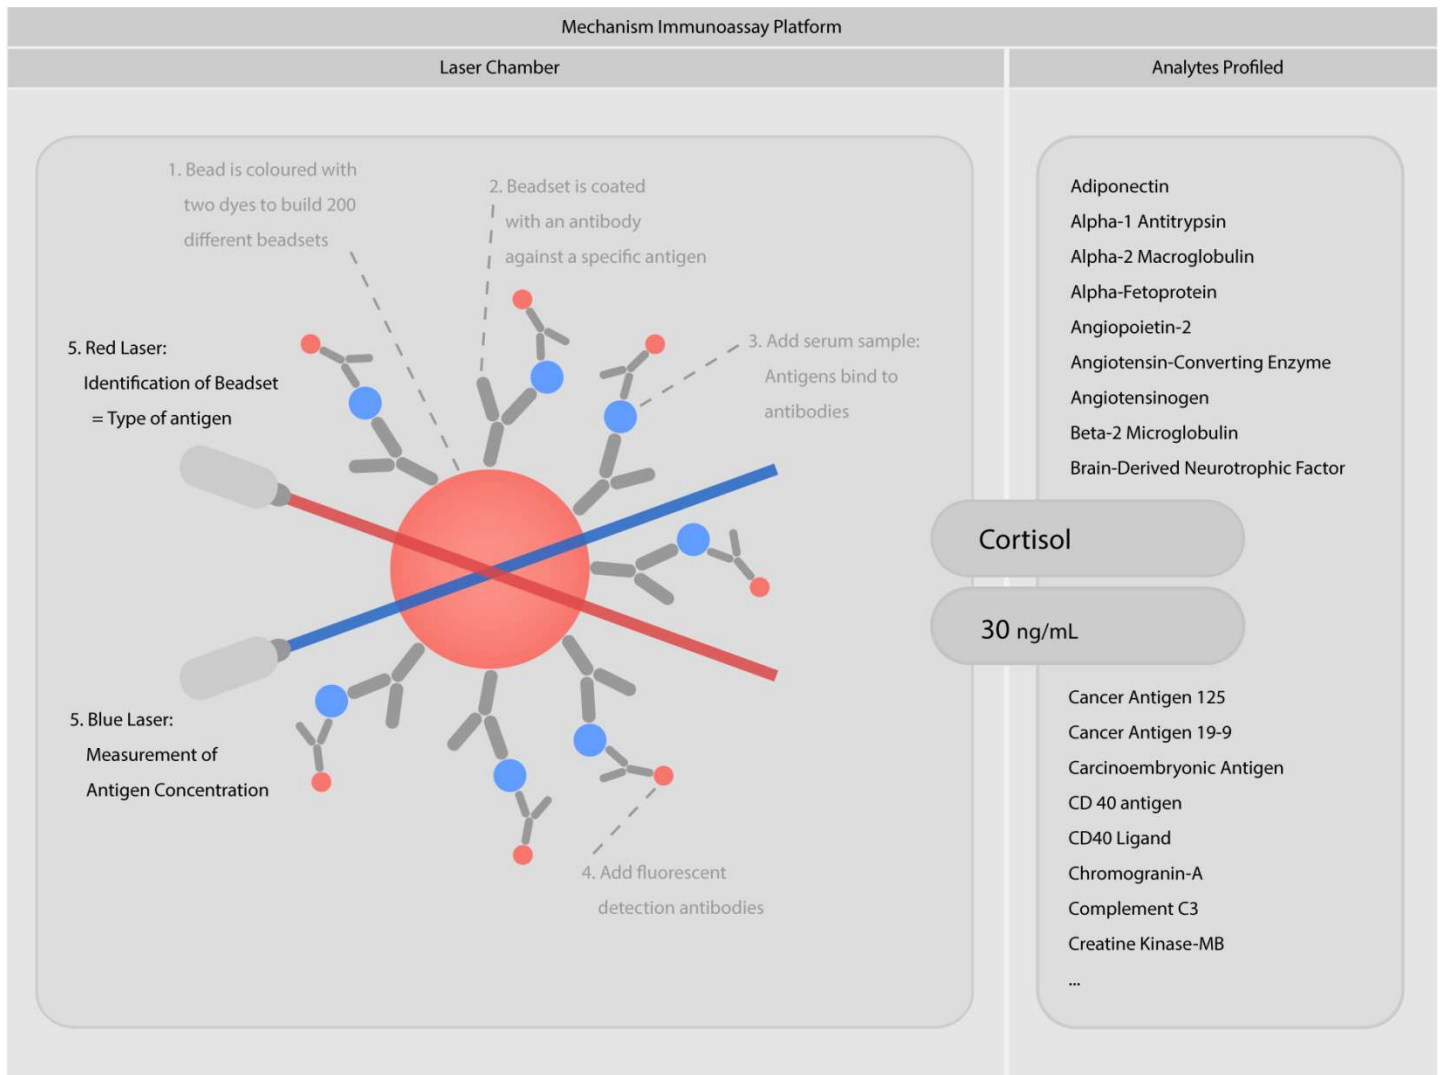 Mechanism Immunoassay Platform
Laser Chamber
Analytes Profiled
1. Bead is coloured with
two dyes to build 200
different beadsets
2. Beadset is coated
with an antibody
against a specific antigen
3. Add serum sample:
Antigens bind to
antibodies
5. Red Laser:
Identification of Beadset
= Type of antigen
5. Blue Laser:
Measurement of
Antigen Concentration
4. Add fluorescent
detection antibodies
Adiponectin
Alpha-1 Antitrypsin
Alpha-2 Macroglobulin
Alpha-Fetoprotein
Angiopoietin-2
Angiotensin-Converting Enzyme
Angiotensinogen
Beta-2 Microglobulin
Brain-Derived Neurotrophic Factor
Cortisol
30 ng/mL
Cancer Antigen 125
Cancer Antigen 19-9
Carcinoembryonic Antigen
CD 40 antigen
CD40 Ligand
Chromogranin-A
Complement C3
Creatine Kinase-MB
...